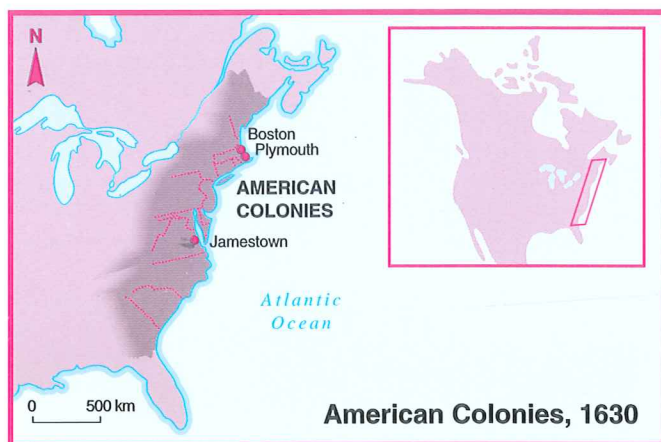 N
Boston
Plymouth
AMERICAN
COLONIES
Jamestown
Atlantic
Ocean
0 500 km
American Colonies, 1630